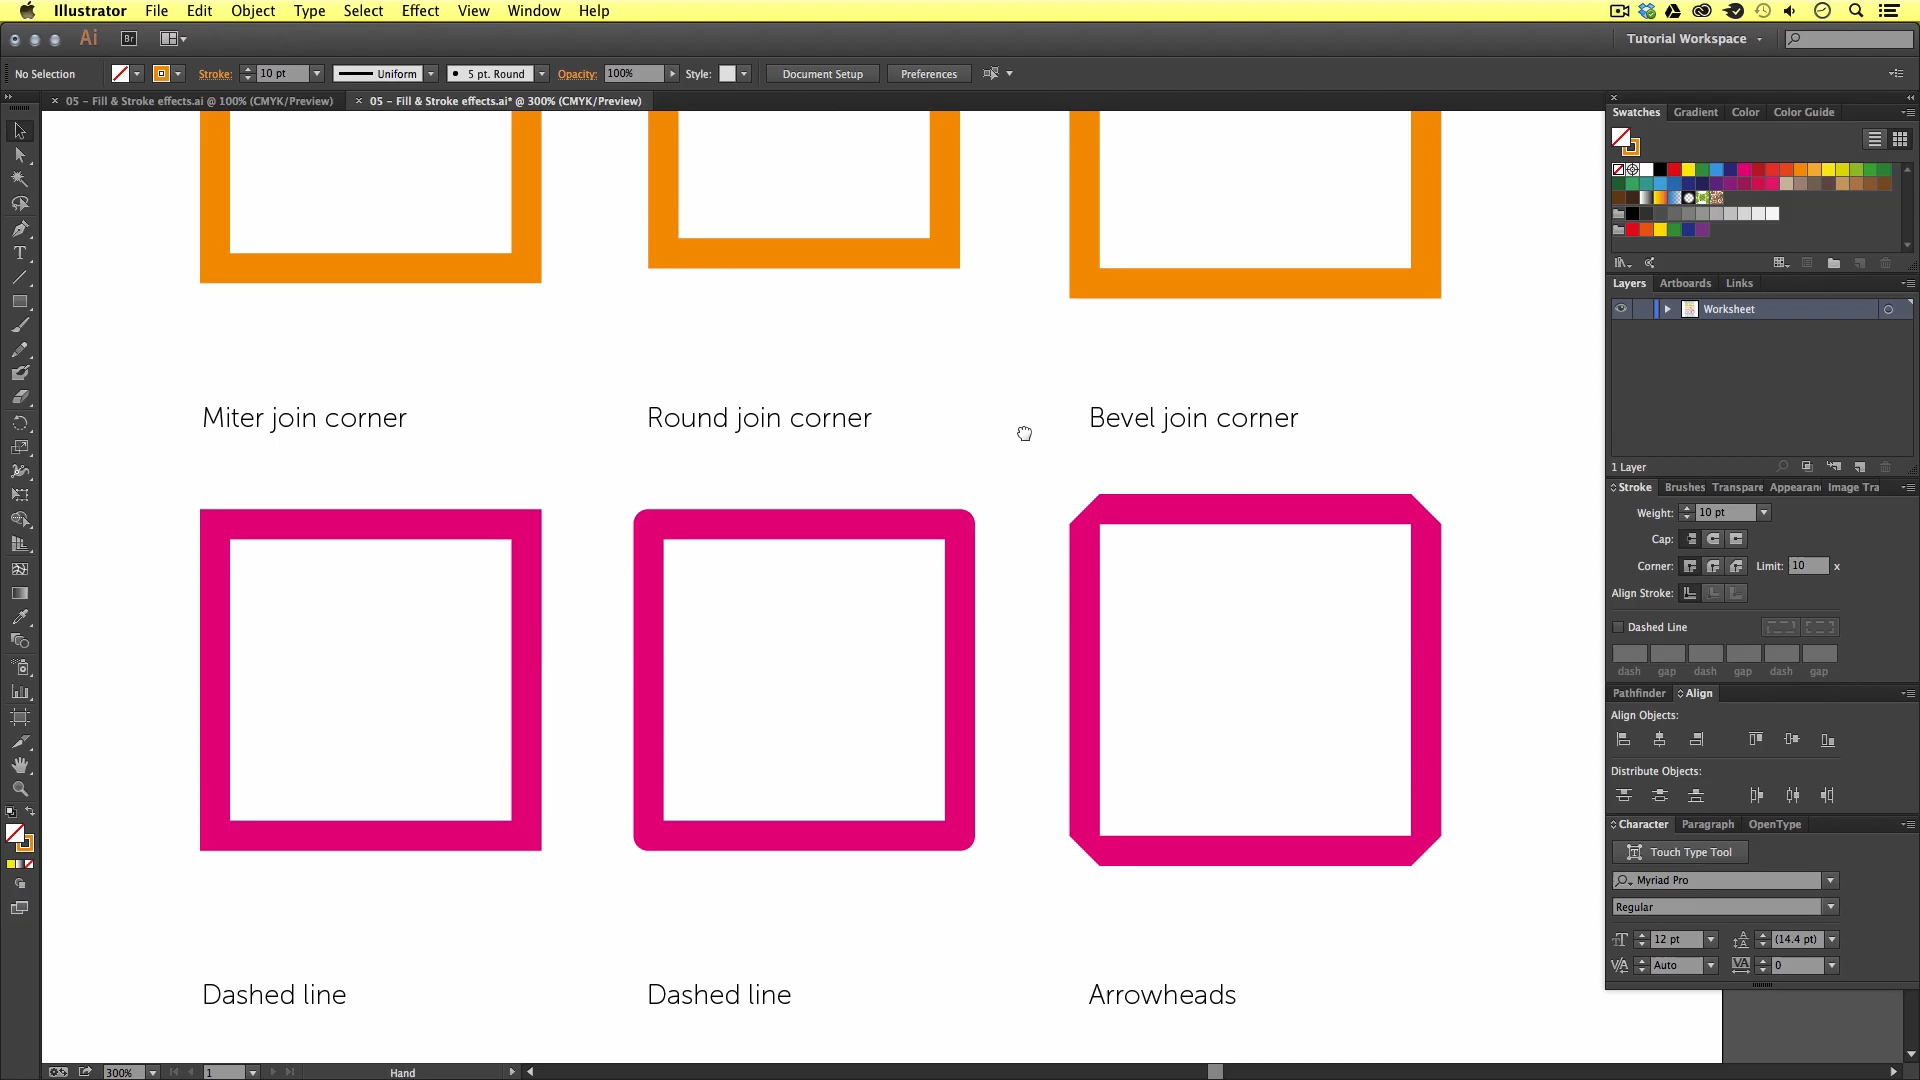 Illustrator File Edit Object Type Select Effect View Window Help
Ai Br Tutorial Workspace
No Selection Stroke: 10 pt Uniform 5 pt. Round Opacity: 100% Style: Document Setup Preferences
05 - Fill & Stroke effects.ai @ 100% (CMYK/Preview) 05 - Fill & Stroke effects.ai* @ 300% (CMYK/Preview)
Swatches Gradient Color Color Guide
Layers Artboards Links
Worksheet
Miter join corner Round join corner Bevel join corner
1 Layer
Stroke Brushes Transpare Appearan Image Tra
Weight: 10 pt
Cap:
Corner: Limit: 10 x
Align Stroke:
Dashed Line
dash gap dash gap dash gap
Pathfinder Align
Align Objects:
Distribute Objects:
Character Paragraph OpenType
Touch Type Tool
Myriad Pro
Regular
12 pt (14.4 pt)
Auto 0
Dashed line Dashed line Arrowheads
300% 1 Hand